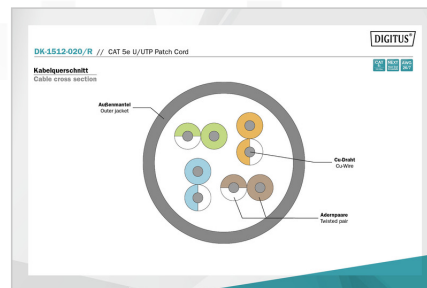 DIGITUS®
DK-1512-020/R // CAT 5e U/UTP Patch Cord
Kabelquerschnitt
Cable cross section
Außenmantel
Outer jacket
Cu-Draht
Cu-Wire
Adernpaare
Twisted pair